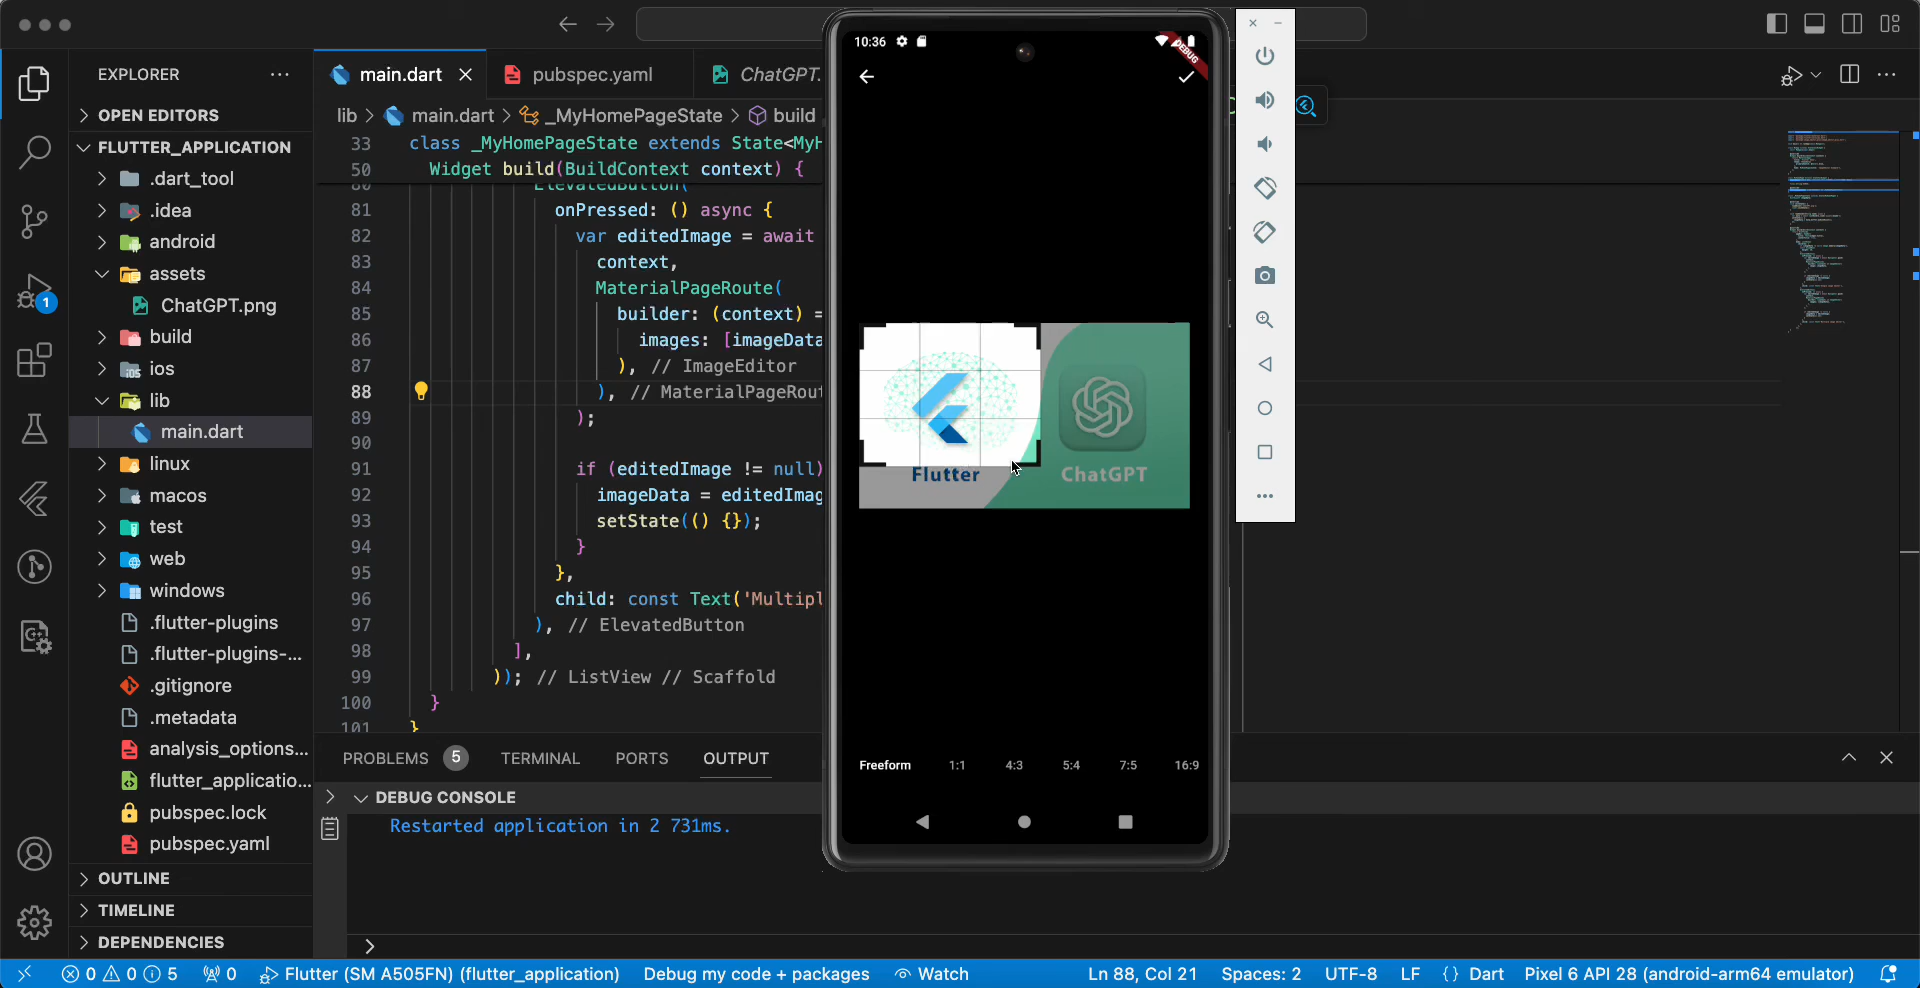 EXPLORER
OPEN EDITORS
FLUTTER_APPLICATION
.dart_tool
.idea
android
assets
ChatGPT.png
build
ios
lib
main.dart
linux
macos
test
web
windows
.flutter-plugins
.flutter-plugins-...
.gitignore
.metadata
analysis_options...
flutter_applicatio...
pubspec.lock
pubspec.yaml
OUTLINE
TIMELINE
DEPENDENCIES
1
main.dart
pubspec.yaml
ChatGPT.
lib > main.dart > _MyHomePageState > build
33 class _MyHomePageState extends State<MyH
50 Widget build(BuildContext context) {
80 ElevatedButton(
81 onPressed: () async {
82 var editedImage = await
83 context,
84 MaterialPageRoute(
85 builder: (context) =
86 images: [imageData
87 ), // ImageEditor
88 ), // MaterialPageRout
89 );
90
91 if (editedImage != null)
92 imageData = editedImag
93 setState(() {});
94 }
95 },
96 child: const Text('Multipl
97 ), // ElevatedButton
98 ],
99 )); // ListView // Scaffold
100 }
101 }
PROBLEMS 5 TERMINAL PORTS OUTPUT
DEBUG CONSOLE
Restarted application in 2 731ms.
>
10:36
DEBUG
Flutter
ChatGPT
Freeform 1:1 4:3 5:4 7:5 16:9
0 0 5 0 Flutter (SM A505FN) (flutter_application) Debug my code + packages Watch Ln 88, Col 21 Spaces: 2 UTF-8 LF {} Dart Pixel 6 API 28 (android-arm64 emulator)